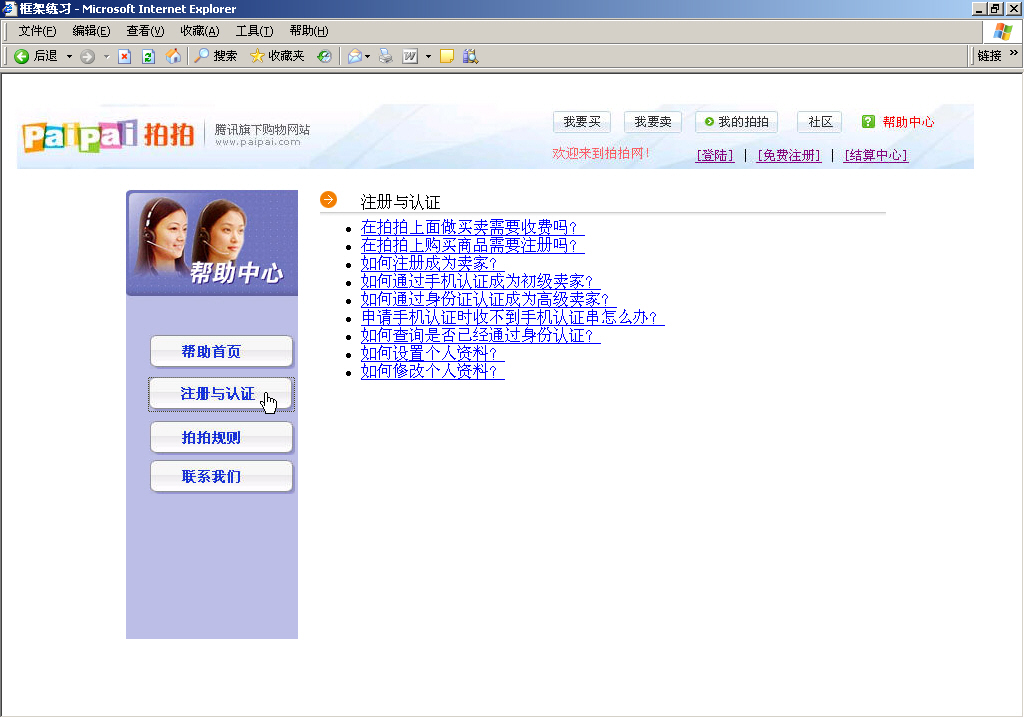 框架练习 - Microsoft Internet Explorer
文件(F) 编辑(E) 查看(V) 收藏(A) 工具(T) 帮助(H)
后退 搜索 收藏夹 W 链接 »
PaiPai 拍拍 腾讯旗下购物网站
www.paipai.com
我要买 我要卖 我的拍拍 社区 ? 帮助中心
欢迎来到拍拍网! [登陆] | [免费注册] | [结算中心]
帮助中心
帮助首页
注册与认证
拍拍规则
联系我们
注册与认证
在拍拍上面做买卖需要收费吗?
在拍拍上购买商品需要注册吗?
如何注册成为卖家?
如何通过手机认证成为初级卖家?
如何通过身份证认证成为高级卖家?
申请手机认证时收不到手机认证串怎么办?
如何查询是否已经通过身份认证?
如何设置个人资料?
如何修改个人资料?